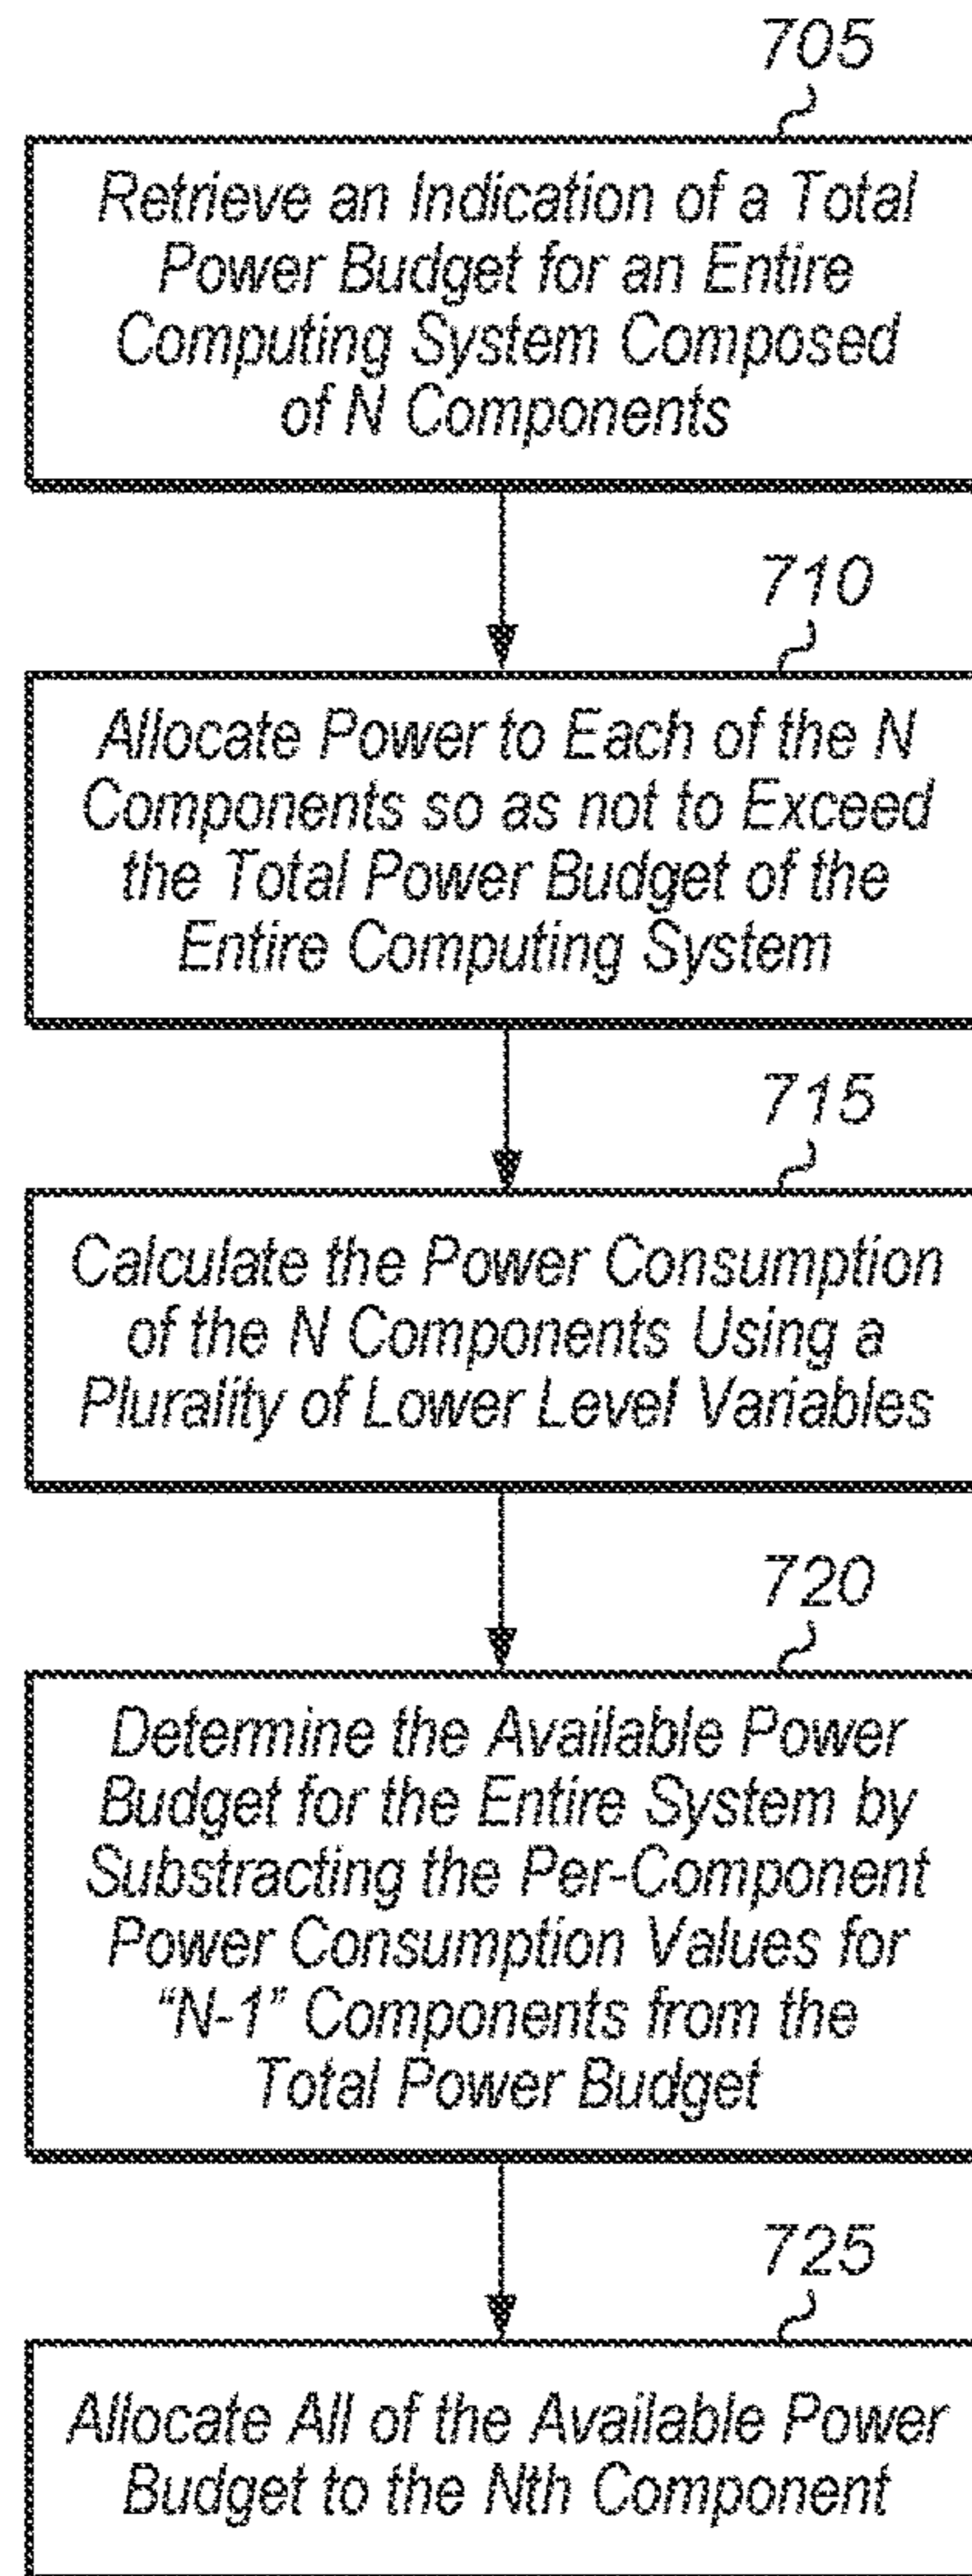 705
Retrieve an Indication of a Total
Power Budget for an Entire
Computing System Composed
of N Components
710
Allocate Power to Each of the N
Components so as not to Exceed
the Total Power Budget of the
Entire Computing System
715
Calculate the Power Consumption
of the N Components Using a
Plurality of Lower Level Variables
720
Determine the Available Power
Budget for the Entire System by
Substracting the Per-Component
Power Consumption Values for
“N-1” Components from the
Total Power Budget
725
Allocate All of the Available Power
Budget to the Nth Component